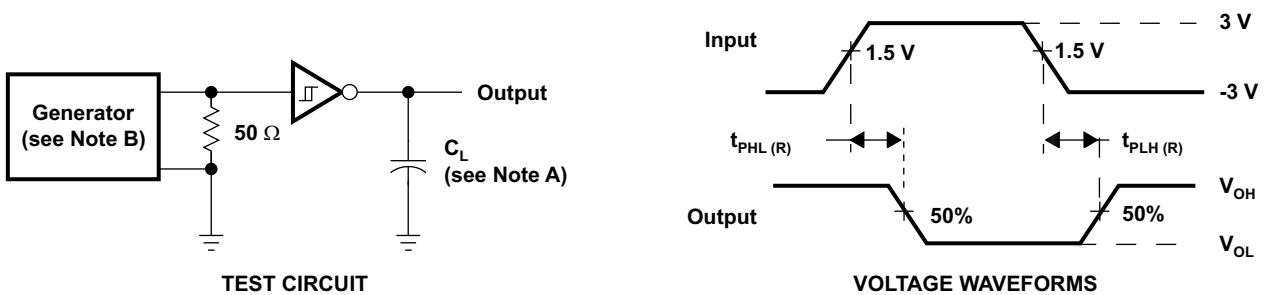 Generator
(see Note B)
50 Ω
Output
C_L
(see Note A)
TEST CIRCUIT
Input
1.5 V
1.5 V
3 V
-3 V
t_PHL (R)
t_PLH (R)
Output
50%
50%
V_OH
V_OL
VOLTAGE WAVEFORMS